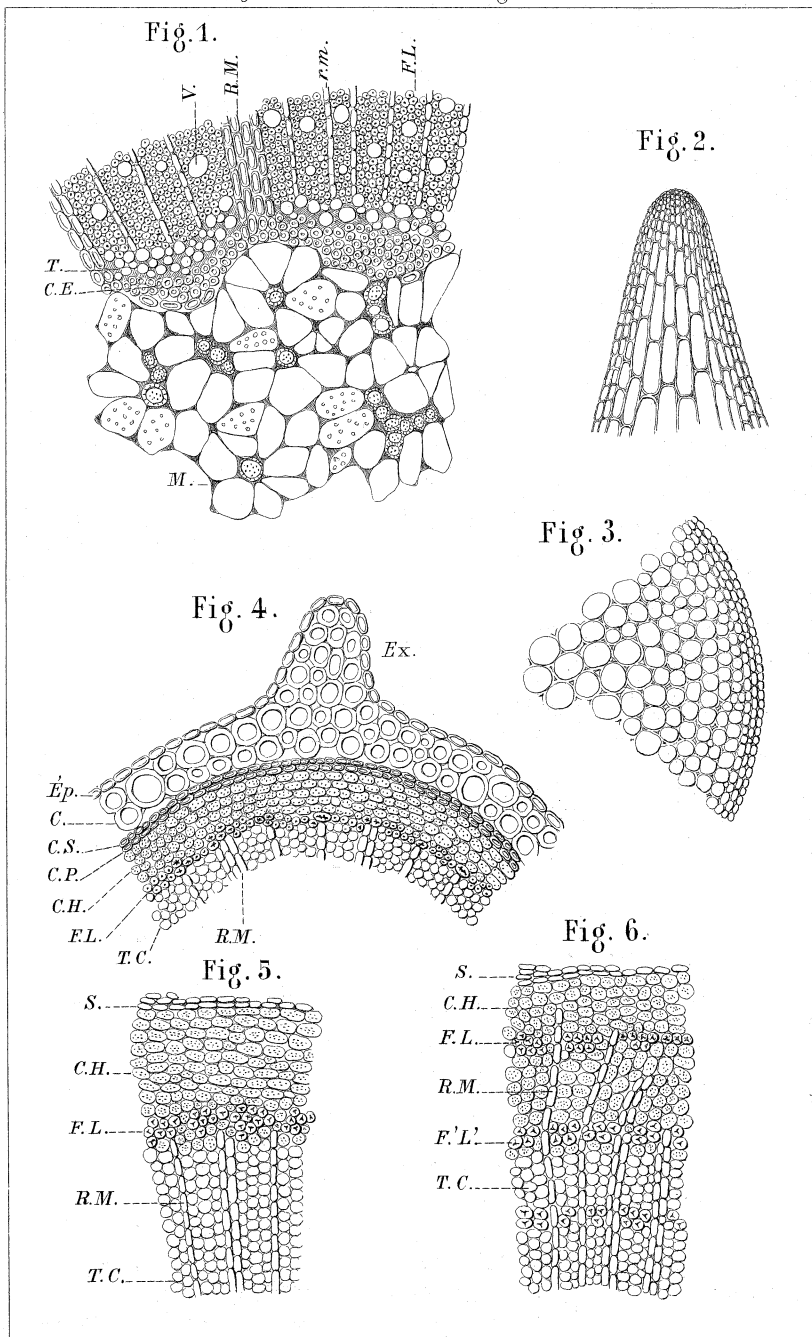 Fig. 1.
V.
R.M.
r.m.
F.L.
T.
C.E.
M.
Fig. 2.
Fig. 3.
Fig. 4.
Ex.
Ép.
C.
C.S.
C.P.
C.H.
F.L.
T.C.
R.M.
Fig. 5.
S.
C.H.
F.L.
R.M.
T.C.
Fig. 6.
S.
C.H.
F.L.
R.M.
F.'L'
T.C.